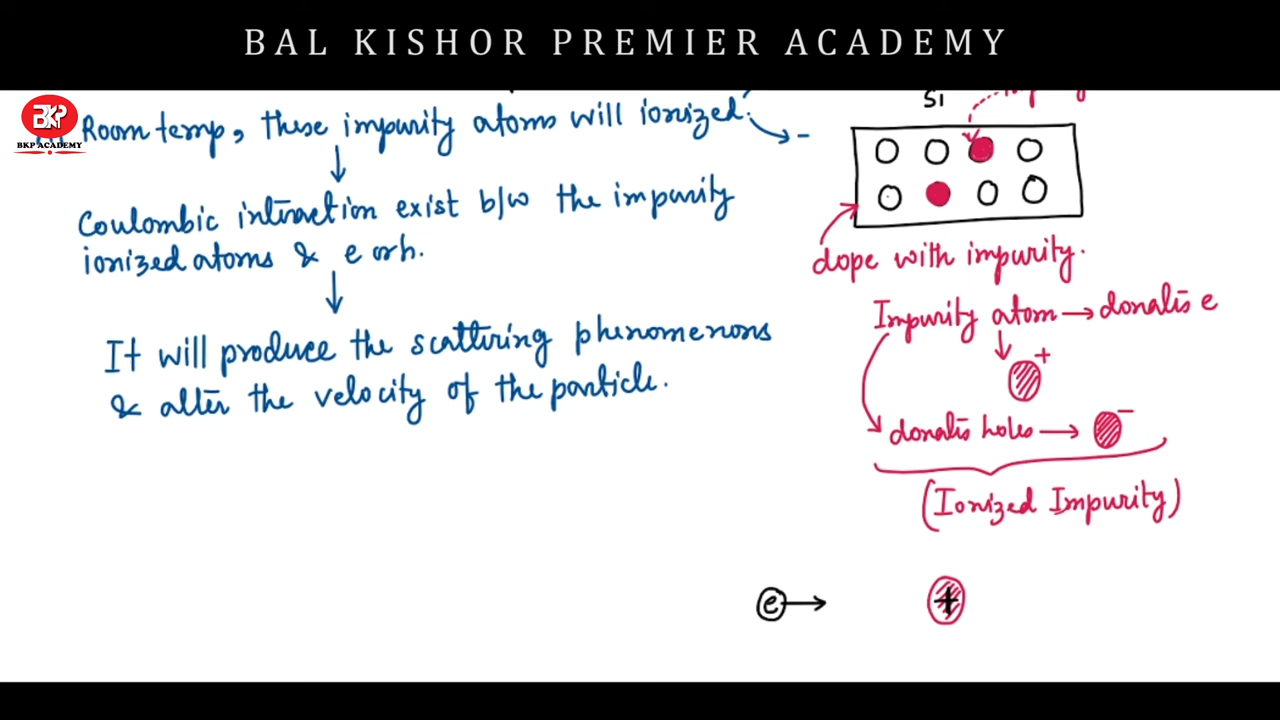 BAL KISHOR PREMIER ACADEMY
BKP
BKP ACADEMY
Room temp, these impurity atoms will ionized.
Coulombic intraction exist b/w the impurity
ionized atoms & e or h.
It will produce the scattring phenomenons
& alter the velocity of the particle.
Si
dope with impurity.
Impurity atom → donates e
+
donates holes → −
(Ionized Impurity)
e → +